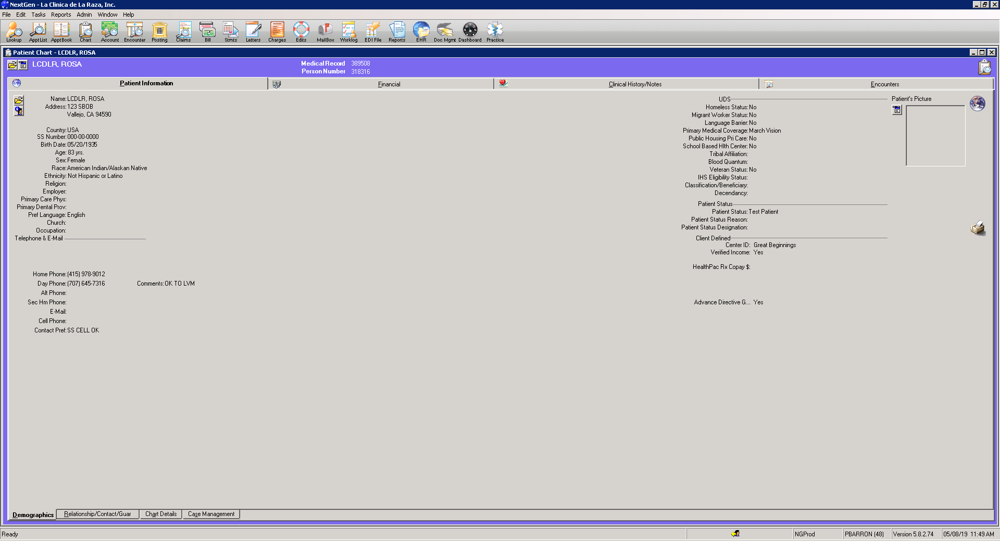 NextGen - La Clinica de La Raza, Inc.
File Edit Tasks Reports Admin Window Help
Lookup ApptList ApptBook Chart Account Encounter Posting Claims Bill Stmts Letters Charges Edits MailBox Worklog EDI File Reports EHR Doc Mgmt Dashboard Practice
Patient Chart - LCDLR, ROSA
LCDLR, ROSA
Medical Record 389508
Person Number 318316
Patient Information Financial Clinical History/Notes Encounters
Name: LCDLR, ROSA
Address: 123 SBOB
Vallejo, CA 94590
Country: USA
SS Number: 000-00-0000
Birth Date: 05/20/1935
Age: 83 yrs.
Sex: Female
Race: American Indian/Alaskan Native
Ethnicity: Not Hispanic or Latino
Religion:
Employer:
Primary Care Phys:
Primary Dental Prov:
Pref Language: English
Church:
Occupation:
Telephone & E-Mail
Home Phone: (415) 978-9012
Day Phone: (707) 645-7316 Comments: OK TO LVM
Alt Phone:
Sec Hm Phone:
E-Mail:
Cell Phone:
Contact Pref: SS CELL OK
UDS
Homeless Status: No
Migrant Worker Status: No
Language Barrier: No
Primary Medical Coverage: March Vision
Public Housing Pri Care: No
School Based Hlth Center: No
Tribal Affiliation:
Blood Quantum:
Veteran Status: No
IHS Eligibility Status:
Classification/Beneficiary:
Decendancy:
Patient Status
Patient Status: Test Patient
Patient Status Reason:
Patient Status Designation:
Client Defined
Center ID: Great Beginnings
Verified Income: Yes
HealthPac Rx Copay $:
Advance Directive G... Yes
Patient's Picture
Demographics Relationship/Contact/Guar Chart Details Case Management
Ready NGProd PBARRON (48) Version 5.8.2.74 05/08/19 11:49 AM